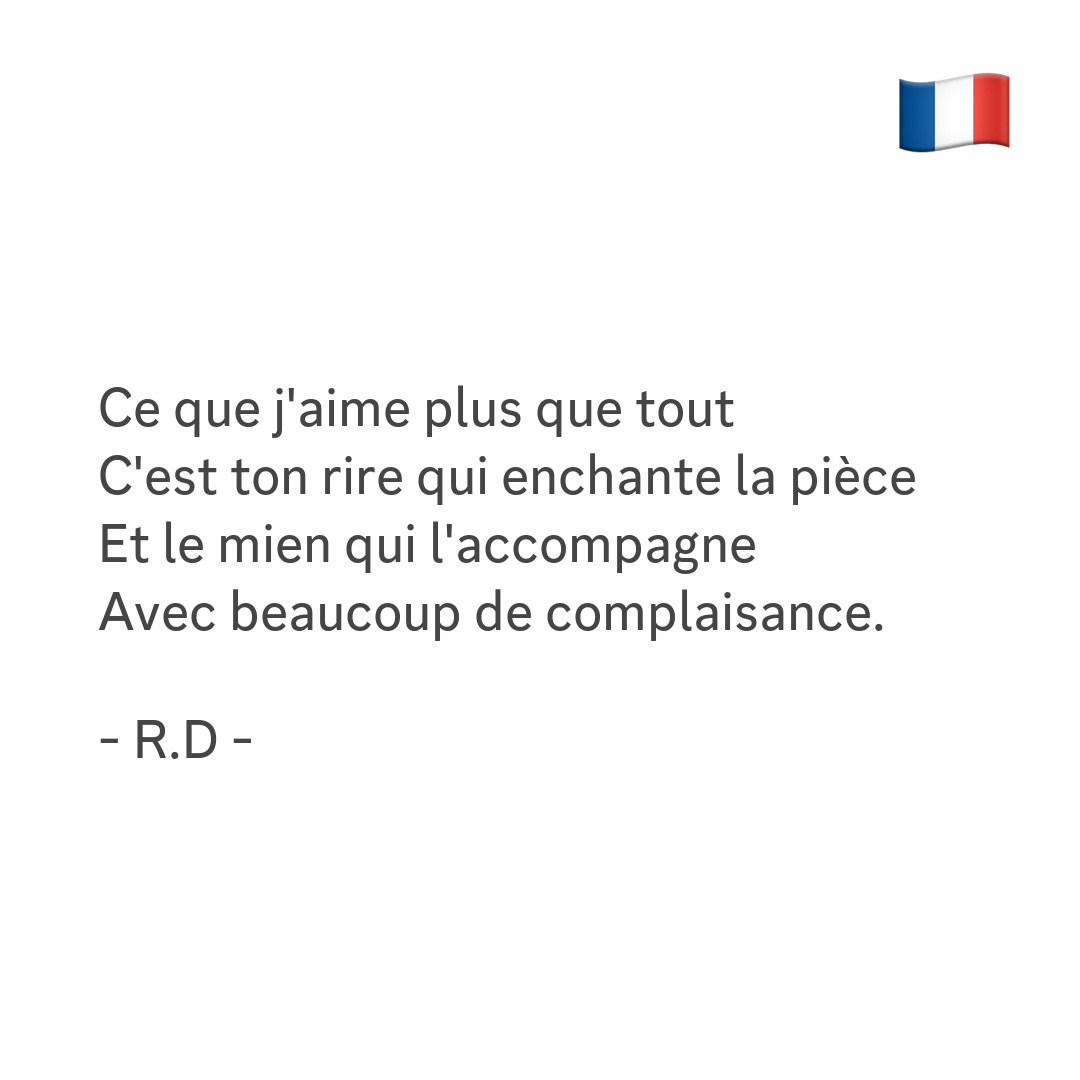 Ce que j'aime plus que tout
C'est ton rire qui enchante la pièce
Et le mien qui l'accompagne
Avec beaucoup de complaisance.
- R.D -